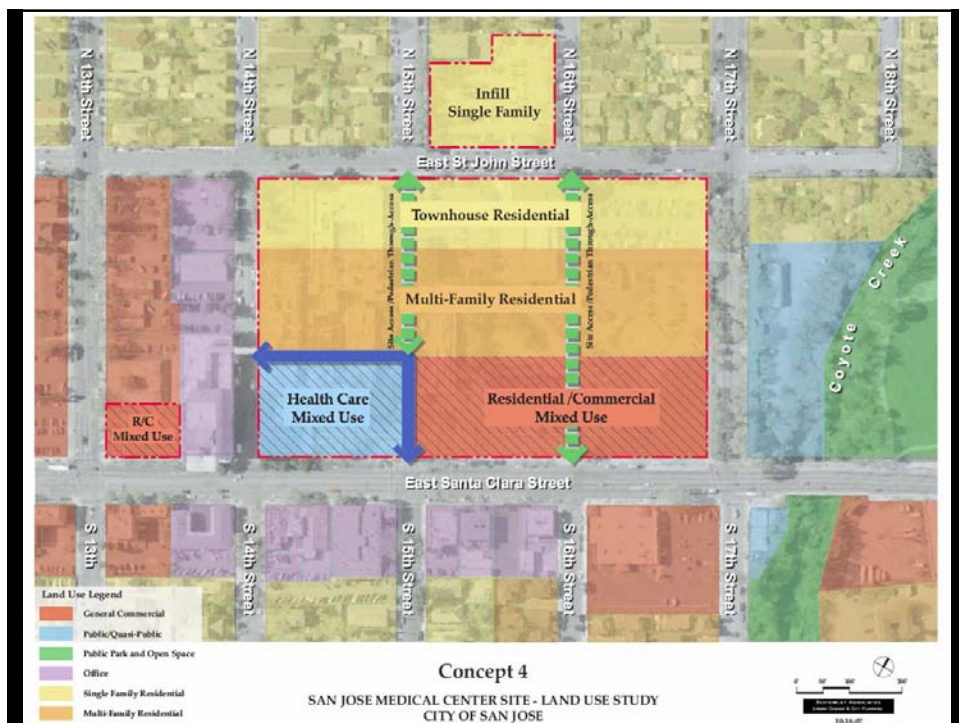 N 13th Street
N 14th Street
N 15th Street
N 16th Street
N 17th Street
N 18th Street
Infill
Single Family
East St John Street
Townhouse Residential
Site Access/Pedestrian Through-Access
Site Access/Pedestrian Through-Access
Multi-Family Residential
Coyote Creek
Health Care
Mixed Use
Residential /Commercial
Mixed Use
R/C
Mixed Use
East Santa Clara Street
S 13th
S 14th Street
S 15th Street
S 16th Street
S 17th Street
Land Use Legend
General Commercial
Public/Quasi-Public
Public Park and Open Space
Office
Single Family Residential
Multi-Family Residential
Concept 4
SAN JOSE MEDICAL CENTER SITE - LAND USE STUDY
CITY OF SAN JOSE